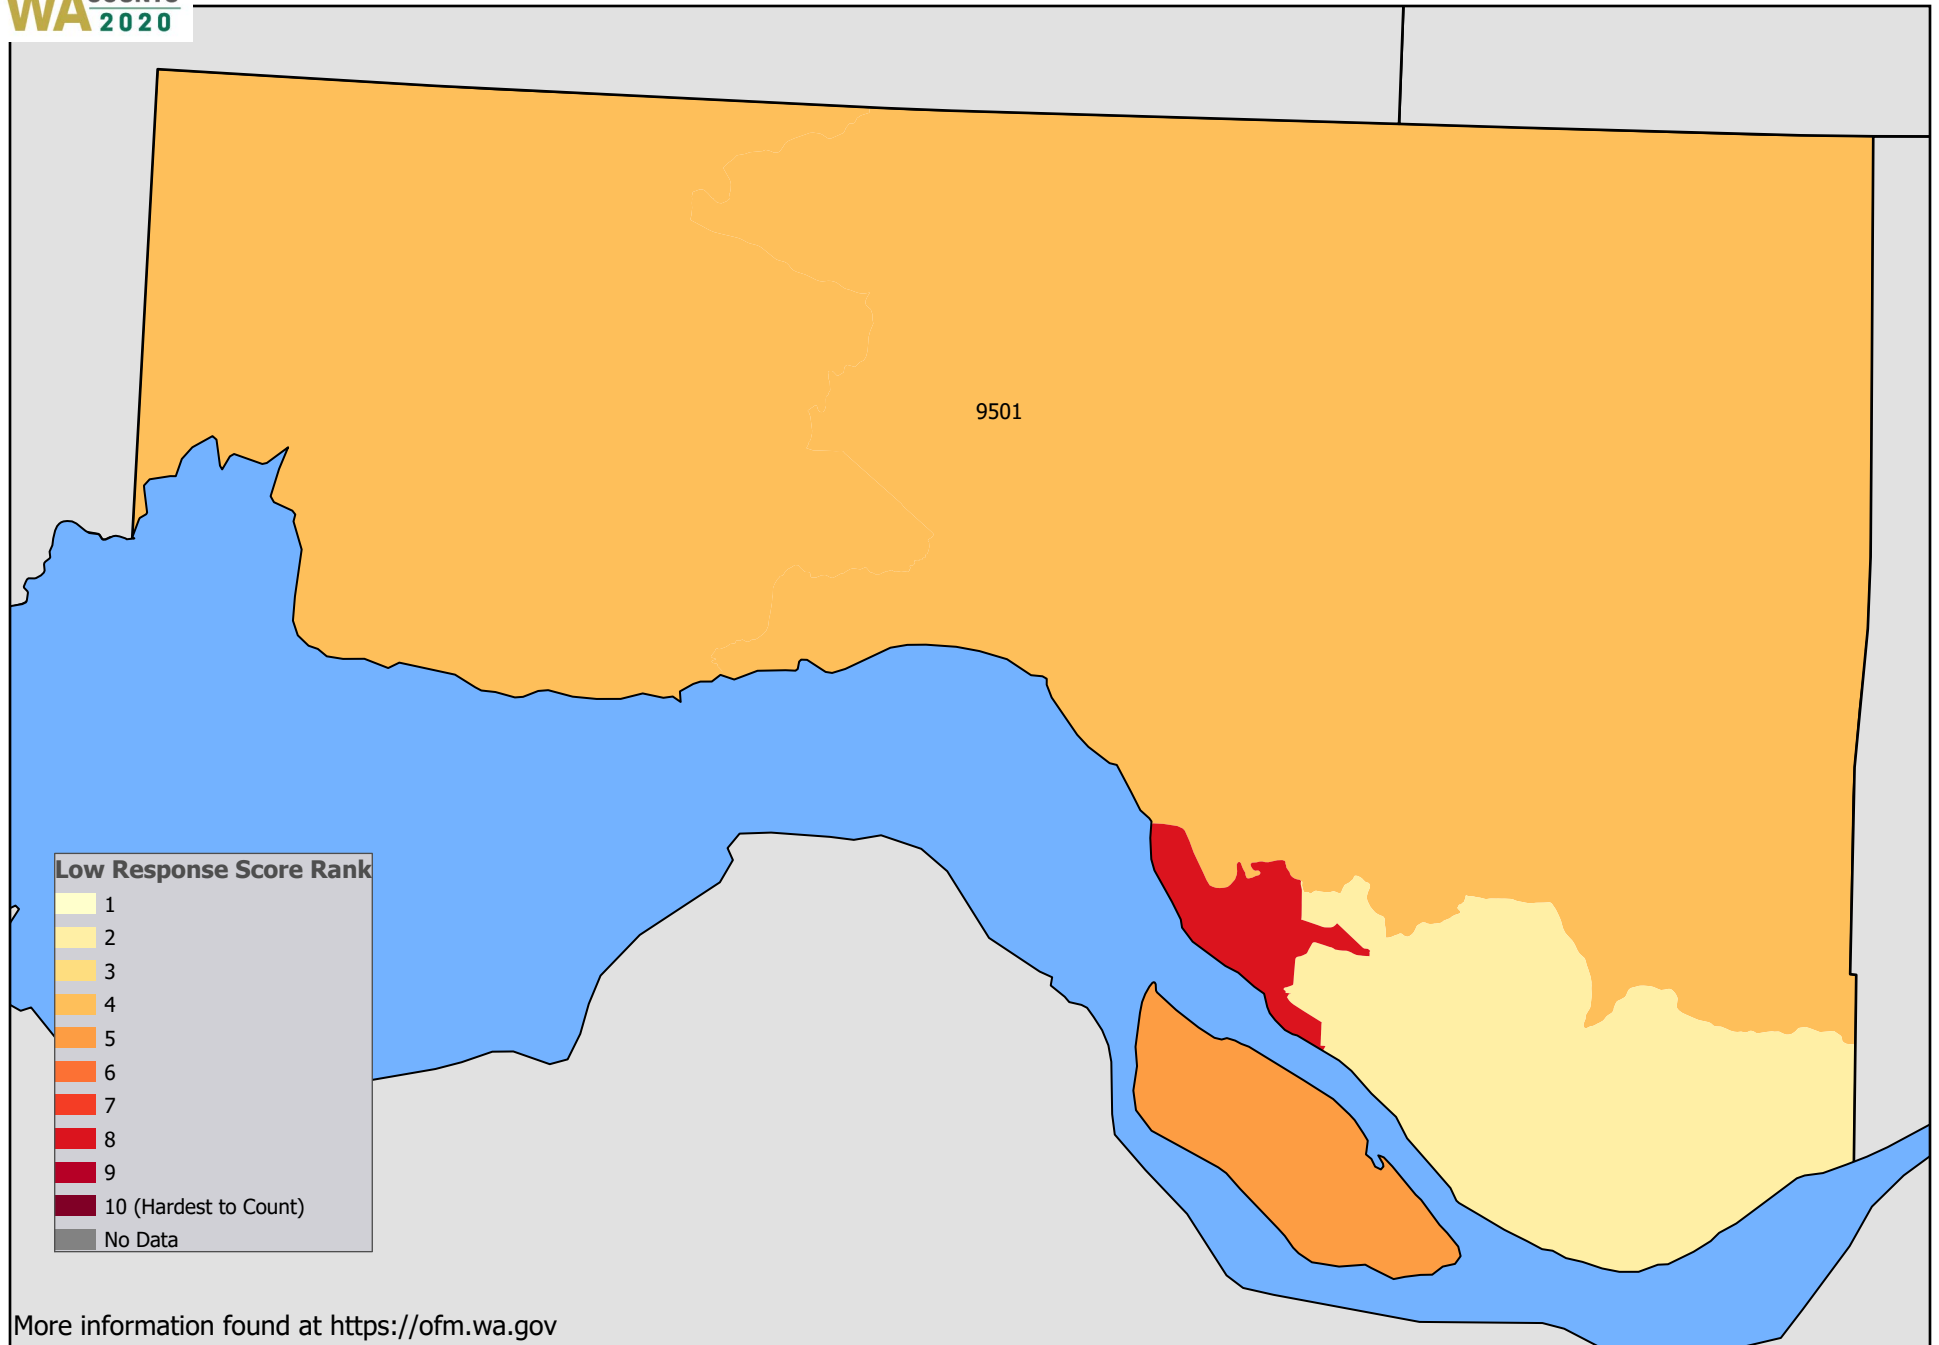 WA
2020
9501
Low Response Score Rank
1
2
3
4
5
6
7
8
9
10 (Hardest to Count)
No Data
More information found at https://ofm.wa.gov